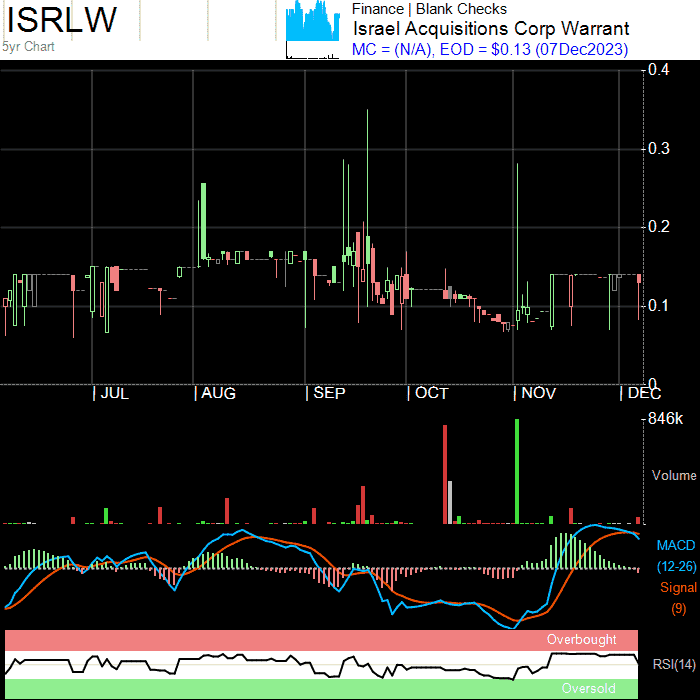 ISRLW
5yr Chart
Finance | Blank Checks
Israel Acquisitions Corp Warrant
MC = (N/A), EOD = $0.13 (07Dec2023)
0.4
0.3
0.2
0.1
0
JUL
AUG
SEP
OCT
NOV
DEC
846k
Volume
MACD
(12-26)
Signal
(9)
Overbought
RSI(14)
Oversold